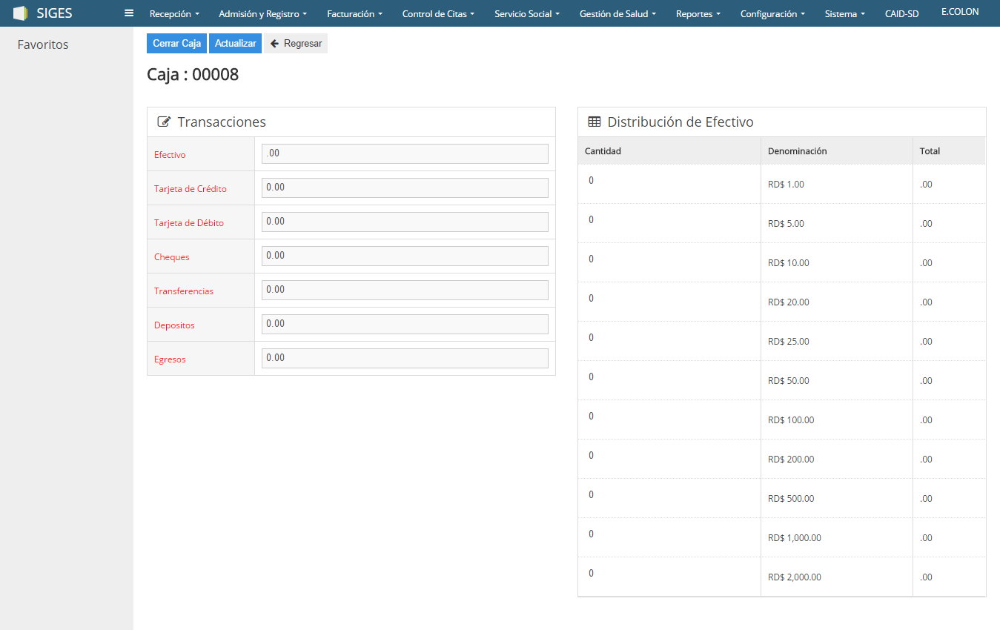 SIGES Recepción Admisión y Registro Facturación Control de Citas Servicio Social Gestión de Salud Reportes Configuración Sistema CAID-SD E.COLON
Favoritos
Cerrar Caja Actualizar Regresar
Caja : 00008
Transacciones
Efectivo .00
Tarjeta de Crédito 0.00
Tarjeta de Débito 0.00
Cheques 0.00
Transferencias 0.00
Depositos 0.00
Egresos 0.00
Distribución de Efectivo
Cantidad Denominación Total
0 RD$ 1.00 .00
0 RD$ 5.00 .00
0 RD$ 10.00 .00
0 RD$ 20.00 .00
0 RD$ 25.00 .00
0 RD$ 50.00 .00
0 RD$ 100.00 .00
0 RD$ 200.00 .00
0 RD$ 500.00 .00
0 RD$ 1,000.00 .00
0 RD$ 2,000.00 .00